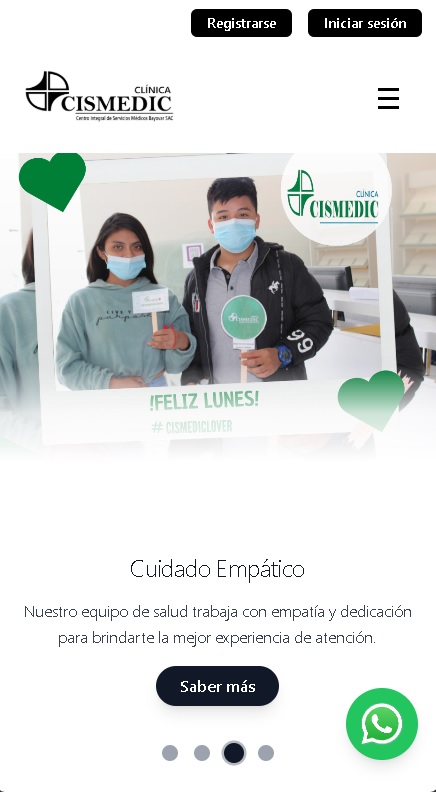 Registrarse
Iniciar sesión
CLÍNICA
CISMEDIC
Centro Integral de Servicios Médicos Bayovar SAC
CLÍNICA
CISMEDIC
99
!FELIZ LUNES!
# CISMEDICLOVER
Cuidado Empático
Nuestro equipo de salud trabaja con empatía y dedicación
para brindarte la mejor experiencia de atención.
Saber más